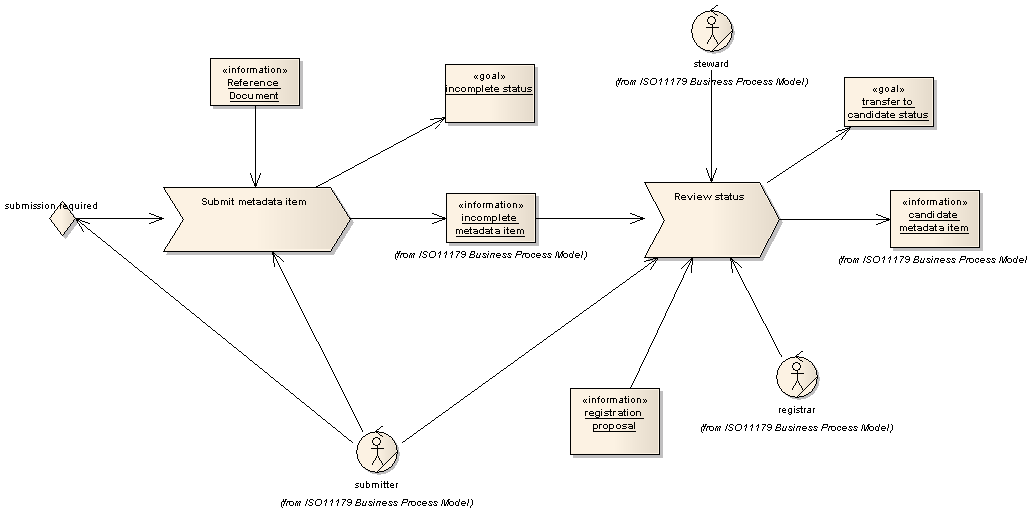 steward
(from ISO11179 Business Process Model)
«information»
Reference
Document
«goal»
incomplete status
«goal»
transfer to
candidate status
submission required
Submit metadata item
«information»
incomplete
metadata item
(from ISO11179 Business Process Model)
Review status
«information»
candidate
metadata item
(from ISO11179 Business Process Model
«information»
registration
proposal
registrar
(from ISO11179 Business Process Model)
submitter
(from ISO11179 Business Process Model)